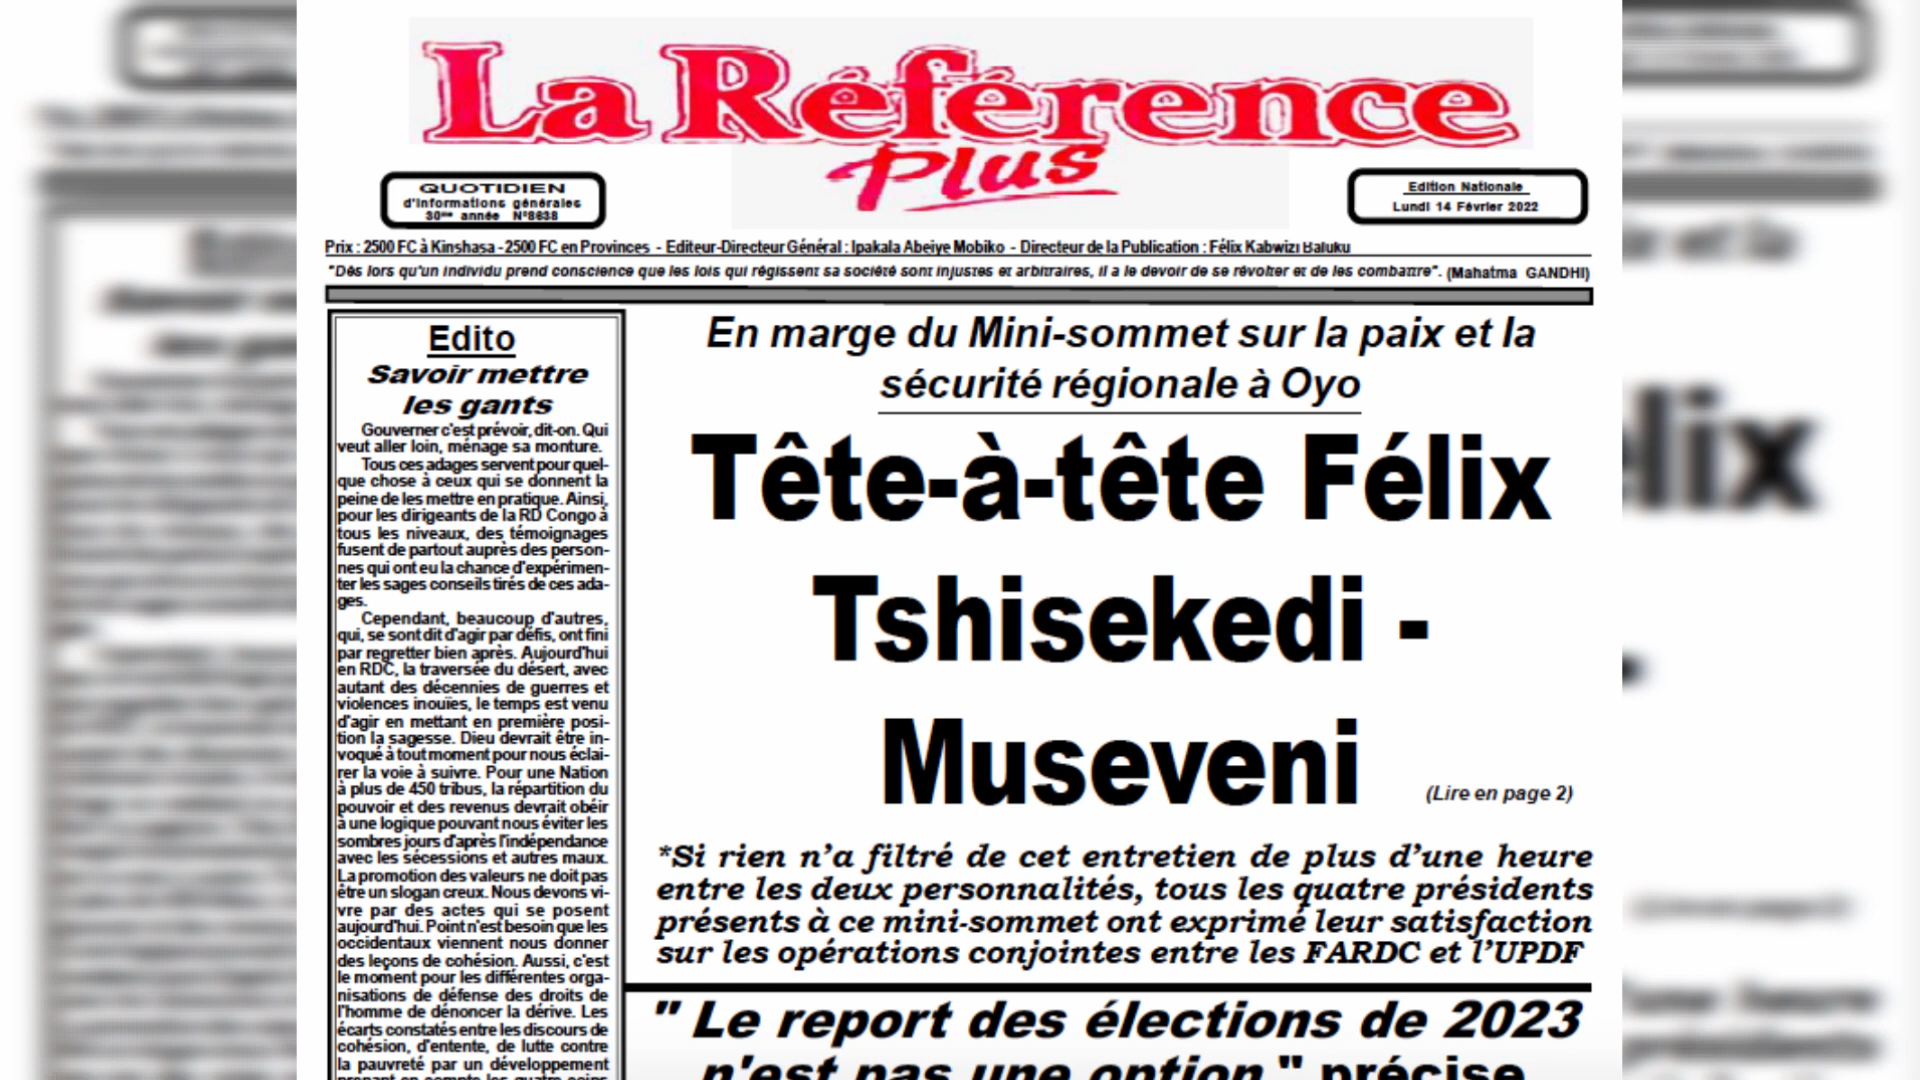 La Référence
Plus
QUOTIDIEN
d'informations générales
30ème année N°8638
Edition Nationale
Lundi 14 Février 2022
Prix : 2500 FC à Kinshasa - 2500 FC en Provinces - Editeur-Directeur Général : Ipakala Abeiye Mobiko - Directeur de la Publication : Félix Kabwizi Baluku
"Dès lors qu'un individu prend conscience que les lois qui régissent sa société sont injustes et arbitraires, il a le devoir de se révolter et de les combattre". (Mahatma GANDHI)
Edito
Savoir mettre
les gants
Gouverner c'est prévoir, dit-on. Qui
veut aller loin, ménage sa monture.
Tous ces adages servent pour quel-
que chose à ceux qui se donnent la
peine de les mettre en pratique. Ainsi,
pour les dirigeants de la RD Congo à
tous les niveaux, des témoignages
fusent de partout auprès des person-
nes qui ont eu la chance d'expérimen-
ter les sages conseils tirés de ces ada-
ges.
Cependant, beaucoup d'autres,
qui, se sont dit d'agir par défis, ont fini
par regretter bien après. Aujourd'hui
en RDC, la traversée du désert, avec
autant des décennies de guerres et
violences inouïes, le temps est venu
d'agir en mettant en première posi-
tion la sagesse. Dieu devrait être in-
voqué à tout moment pour nous éclai-
rer la voie à suivre. Pour une Nation
à plus de 450 tribus, la répartition du
pouvoir et des revenus devrait obéir
à une logique pouvant nous éviter les
sombres jours d'après l'indépendance
avec les sécessions et autres maux.
La promotion des valeurs ne doit pas
être un slogan creux. Nous devons vi-
vre par des actes qui se posent
aujourd'hui. Point n'est besoin que les
occidentaux viennent nous donner
des leçons de cohésion. Aussi, c'est
le moment pour les différentes orga-
nisations de défense des droits de
l'homme de dénoncer la dérive. Les
écarts constatés entre les discours de
cohésion, d'entente, de lutte contre
la pauvreté par un développement
prenant en compte les quatre coins
En marge du Mini-sommet sur la paix et la
sécurité régionale à Oyo
Tête-à-tête Félix
Tshisekedi -
Museveni
(Lire en page 2)
*Si rien n'a filtré de cet entretien de plus d'une heure
entre les deux personnalités, tous les quatre présidents
présents à ce mini-sommet ont exprimé leur satisfaction
sur les opérations conjointes entre les FARDC et l'UPDF
" Le report des élections de 2023
n'est pas une option " précise